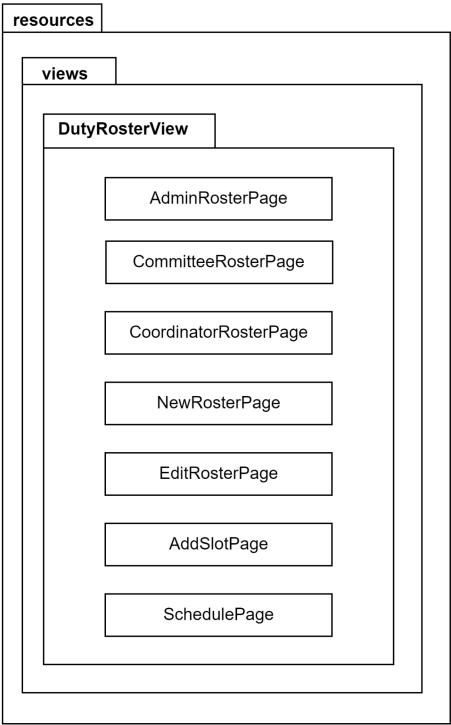 resources
views
DutyRosterView
AdminRosterPage
CommitteeRosterPage
CoordinatorRosterPage
NewRosterPage
EditRosterPage
AddSlotPage
SchedulePage